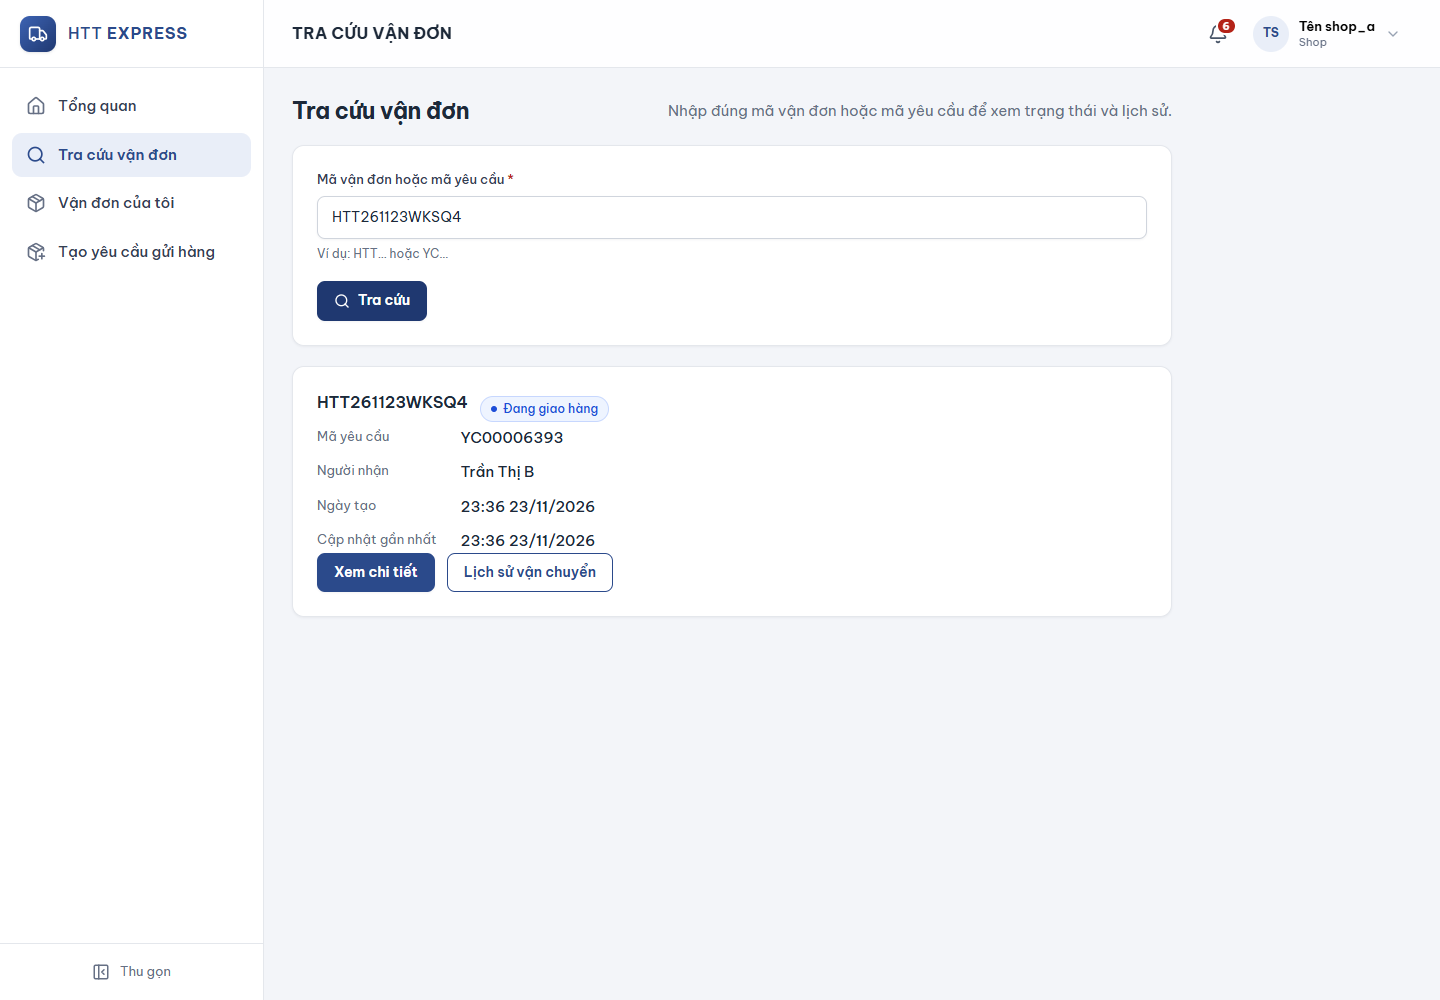 HTT EXPRESS
TRA CỨU VẬN ĐƠN
6
TS
Tên shop_a
Shop
Tổng quan
Tra cứu vận đơn
Vận đơn của tôi
Tạo yêu cầu gửi hàng
Thu gọn
Tra cứu vận đơn
Nhập đúng mã vận đơn hoặc mã yêu cầu để xem trạng thái và lịch sử.
Mã vận đơn hoặc mã yêu cầu *
HTT261123WKSQ4
Ví dụ: HTT... hoặc YC...
Tra cứu
HTT261123WKSQ4 Đang giao hàng
Mã yêu cầu YC00006393
Người nhận Trần Thị B
Ngày tạo 23:36 23/11/2026
Cập nhật gần nhất 23:36 23/11/2026
Xem chi tiết Lịch sử vận chuyển